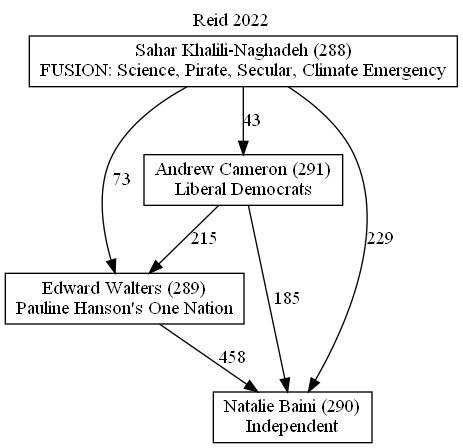 Reid 2022
Sahar Khalili-Naghadeh (288)
FUSION: Science, Pirate, Secular, Climate Emergency
43
Andrew Cameron (291)
Liberal Democrats
73
215
229
Edward Walters (289)
Pauline Hanson's One Nation
185
458
Natalie Baini (290)
Independent